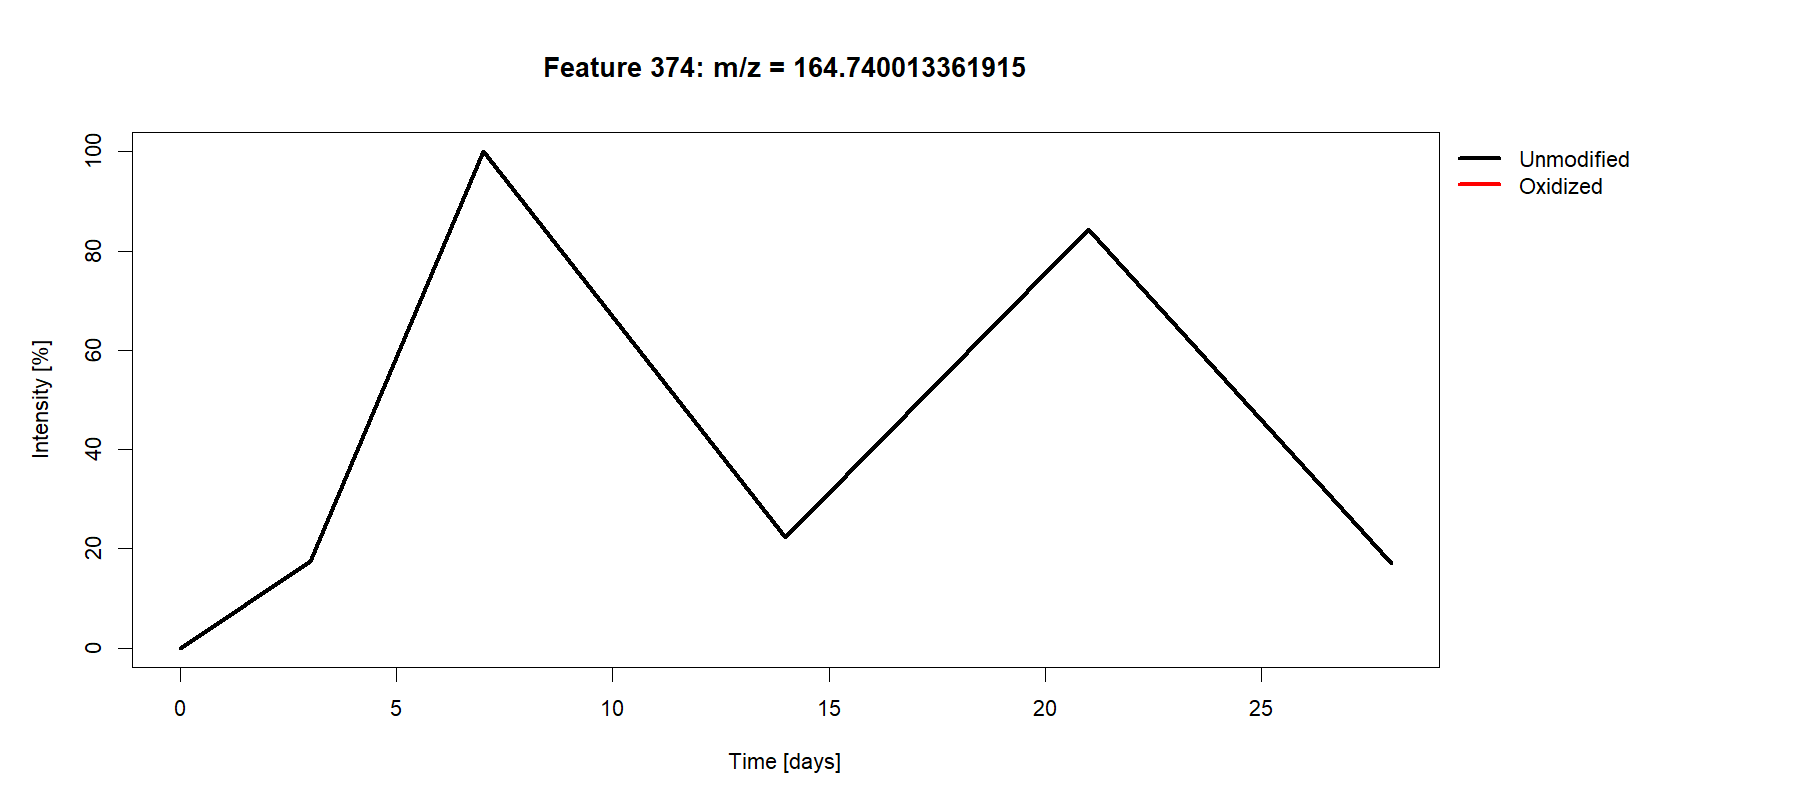 Feature 374: m/z = 164.740013361915
Unmodified
Oxidized
Intensity [%]
100
80
60
40
20
0
0 5 10 15 20 25
Time [days]